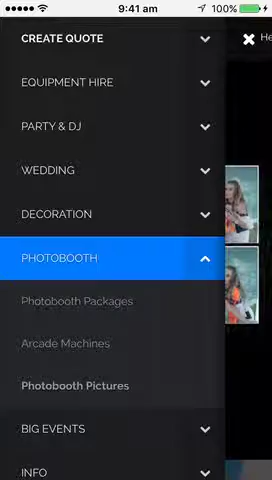 9:41 am
100%
CREATE QUOTE
He
EQUIPMENT HIRE
PARTY & DJ
WEDDING
DECORATION
PHOTOBOOTH
Photobooth Packages
Arcade Machines
Photobooth Pictures
BIG EVENTS
INFO